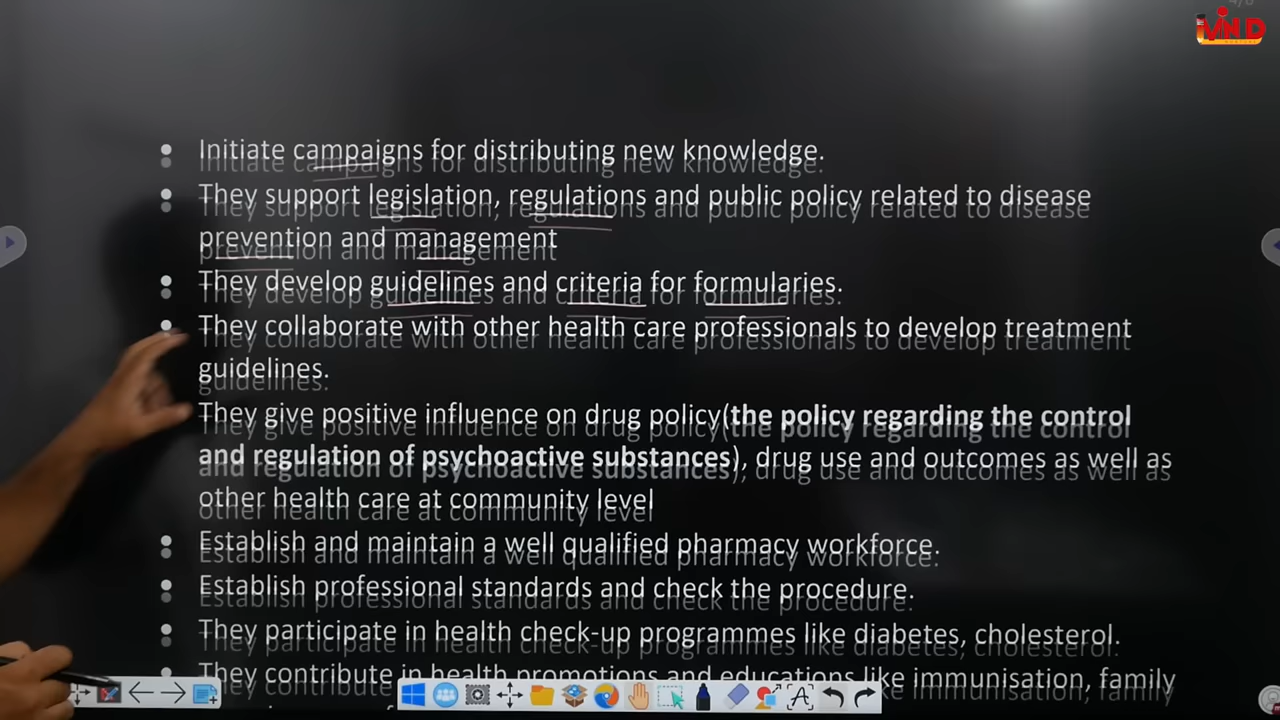 Initiate campaigns for distributing new knowledge.
They support legislation, regulations and public policy related to disease
prevention and management
They develop guidelines and criteria for formularies.
They collaborate with other health care professionals to develop treatment
guidelines.
They give positive influence on drug policy(the policy regarding the control
and regulation of psychoactive substances), drug use and outcomes as well as
other health care at community level
Establish and maintain a well qualified pharmacy workforce.
Establish professional standards and check the procedure.
They participate in health check-up programmes like diabetes, cholesterol.
They contribute in health promotions and educations like immunisation, family